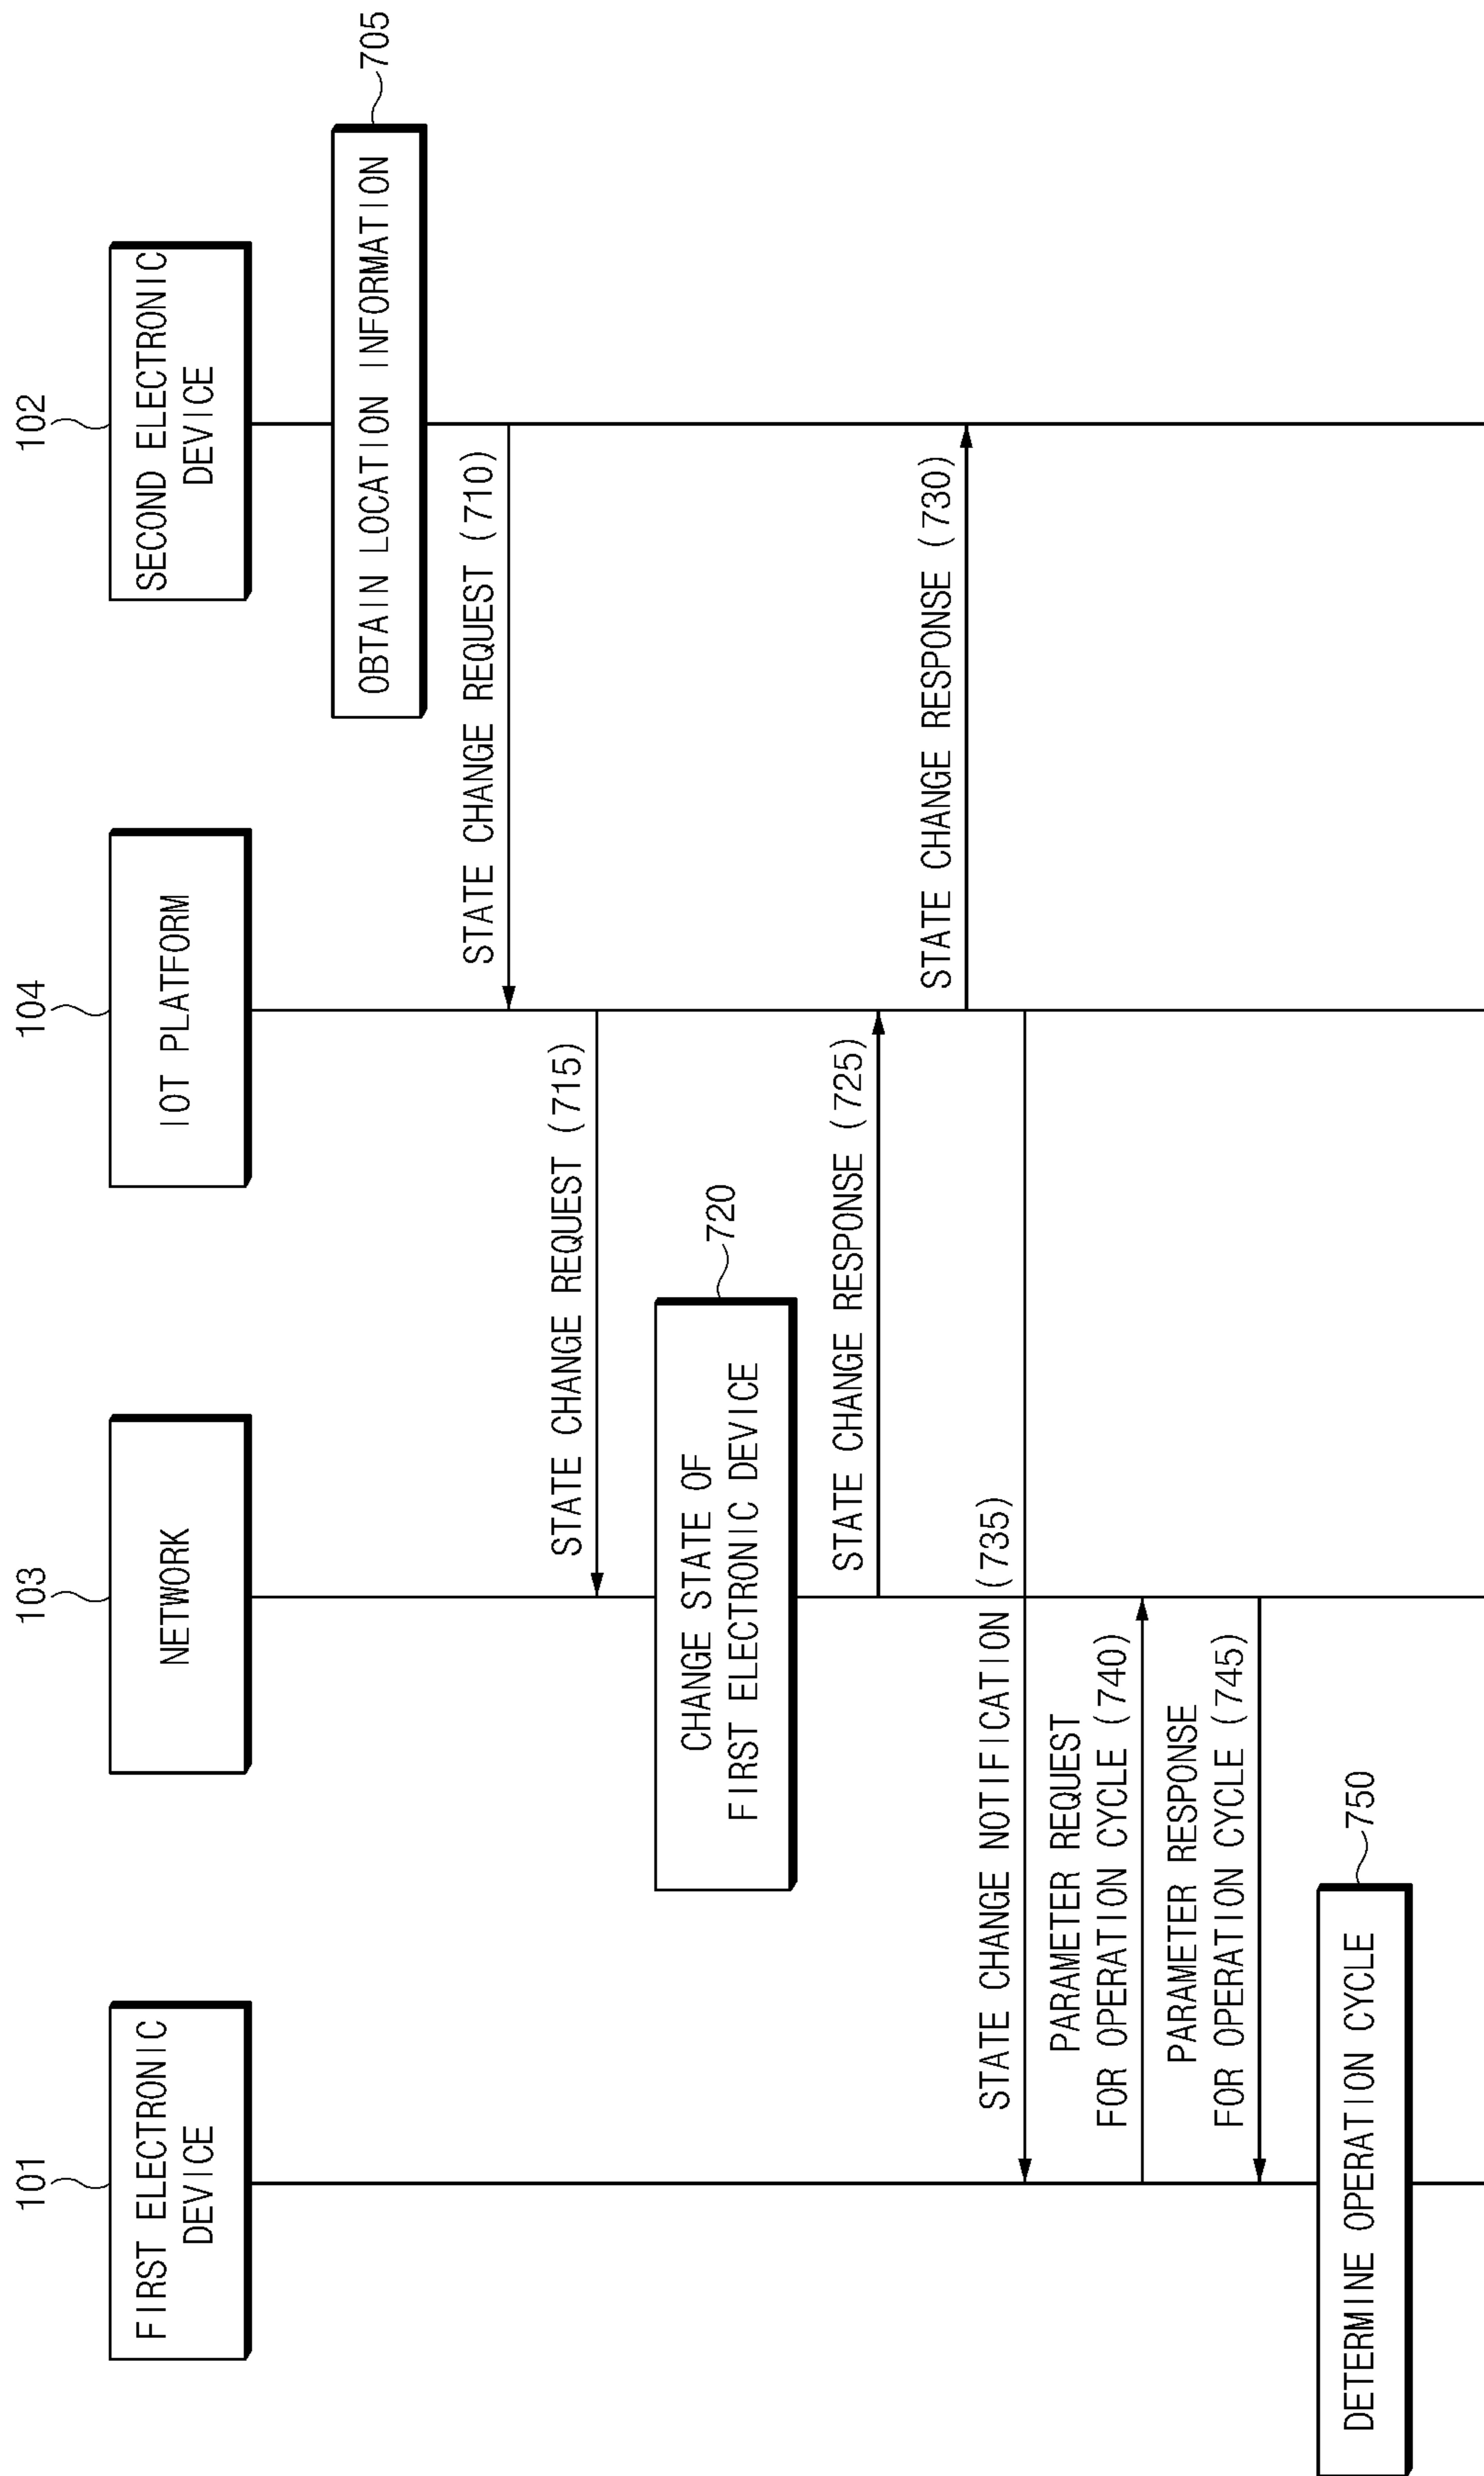 101
103
104
102
FIRST ELECTRONIC
DEVICE
NETWORK
IOT PLATFORM
SECOND ELECTRONIC
DEVICE
OBTAIN LOCATION INFORMATION
705
STATE CHANGE REQUEST (710)
STATE CHANGE REQUEST (715)
CHANGE STATE OF
FIRST ELECTRONIC DEVICE
720
STATE CHANGE RESPONSE (725)
STATE CHANGE RESPONSE (730)
STATE CHANGE NOTIFICATION (735)
PARAMETER REQUEST
FOR OPERATION CYCLE (740)
PARAMETER RESPONSE
FOR OPERATION CYCLE (745)
DETERMINE OPERATION CYCLE
750